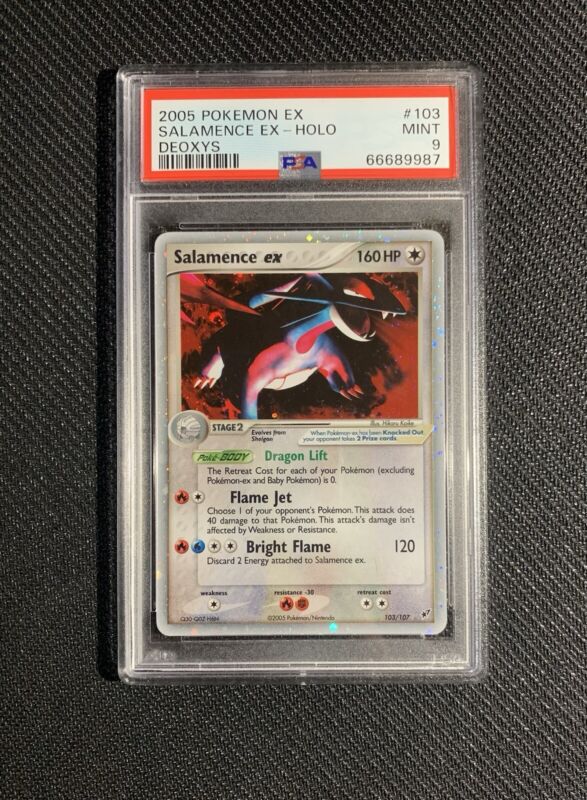 2005 POKEMON EX #103
SALAMENCE EX - HOLO MINT
DEOXYS 9
PSA 66689987
Salamence ex 160 HP
Illus. Hikaru Koike
STAGE 2
Evolves from
Shelgon
When Pokémon-ex has been Knocked Out
your opponent takes 2 Prize cards.
Poké-BODY Dragon Lift
The Retreat Cost for each of your Pokémon (excluding
Pokémon-ex and Baby Pokémon) is 0.
Flame Jet
Choose 1 of your opponent's Pokémon. This attack does
40 damage to that Pokémon. This attack's damage isn't
affected by Weakness or Resistance.
Bright Flame 120
Discard 2 Energy attached to Salamence ex.
weakness resistance -30 retreat cost
©2005 Pokémon/Nintendo 103/107